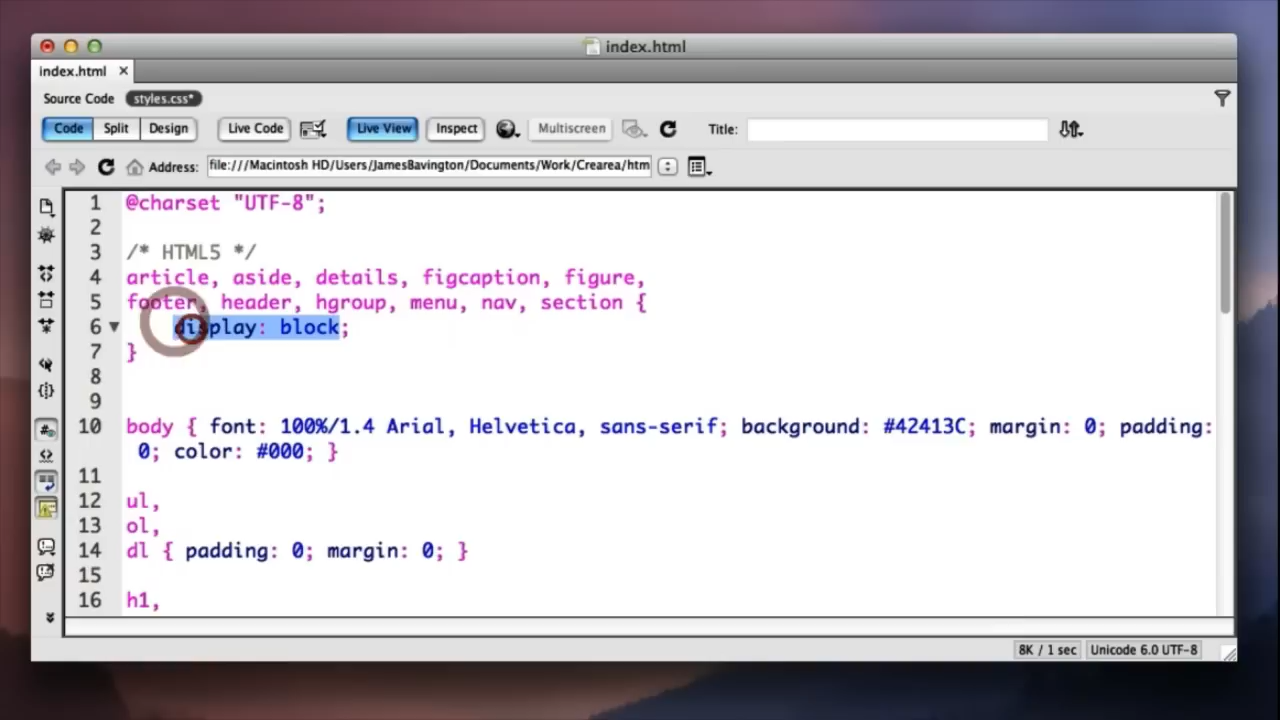 index.html
index.html ×
Source Code styles.css*
Code Split Design Live Code Live View Inspect Multiscreen Title:
Address: file:///Macintosh HD/Users/JamesBavington/Documents/Work/Crearea/htm
1 @charset "UTF-8";
2
3 /* HTML5 */
4 article, aside, details, figcaption, figure,
5 footer, header, hgroup, menu, nav, section {
6 display: block;
7 }
8
9
10 body { font: 100%/1.4 Arial, Helvetica, sans-serif; background: #42413C; margin: 0; padding:
0; color: #000; }
11
12 ul,
13 ol,
14 dl { padding: 0; margin: 0; }
15
16 h1,
8K / 1 sec Unicode 6.0 UTF-8